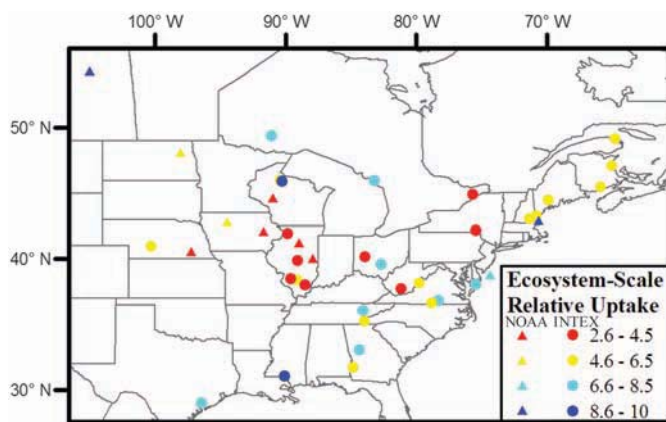 100° W 90° W 80° W 70° W
50° N
40° N
30° N
Ecosystem-Scale
Relative Uptake
NOAA INTEX
2.6 - 4.5
4.6 - 6.5
6.6 - 8.5
8.6 - 10